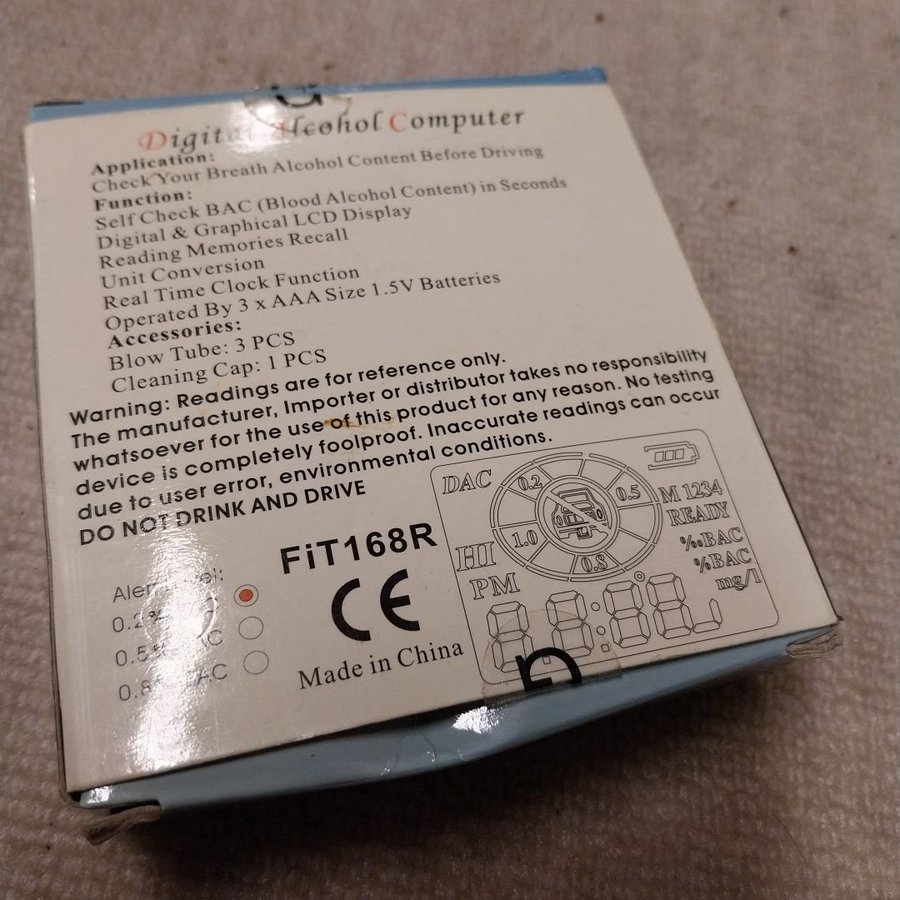 Digital Alcohol Computer
Application:
Check Your Breath Alcohol Content Before Driving
Function:
Self Check BAC (Blood Alcohol Content) in Seconds
Digital & Graphical LCD Display
Reading Memories Recall
Unit Conversion
Real Time Clock Function
Operated By 3 x AAA Size 1.5V Batteries
Accessories:
Blow Tube: 3 PCS
Cleaning Cap: 1 PCS
Warning: Readings are for reference only.
The manufacturer, Importer or distributor takes no responsibility
whatsoever for the use of this product for any reason. No testing
device is completely foolproof. Inaccurate readings can occur
due to user error, environmental conditions.
DO NOT DRINK AND DRIVE
FiT168R
CE
Made in China
DAC
0.2
0.5
1.0
0.8
HI
PM
M 1234
READY
‰BAC
%BAC
mg/l
88:88